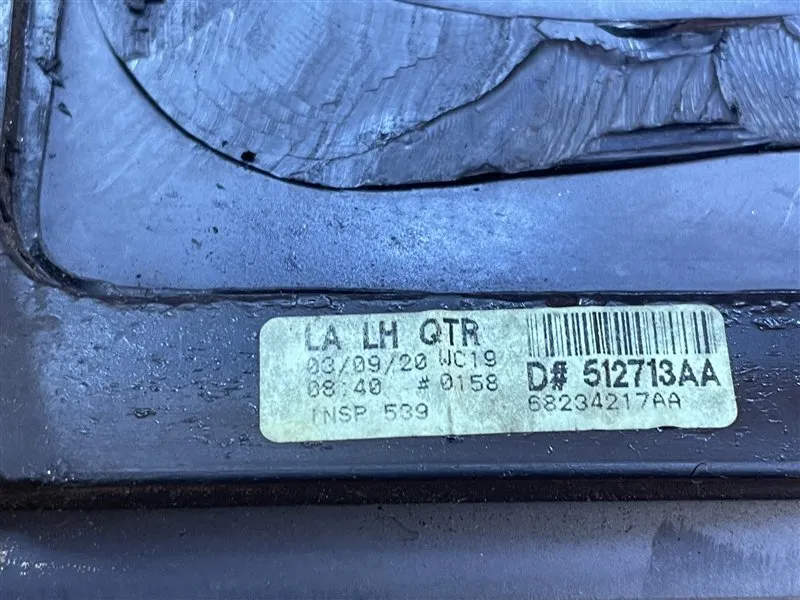 LA LH QTR
03/09/20 WC19
08:40 #0158
INSP 539
D# 512713AA
68234217AA